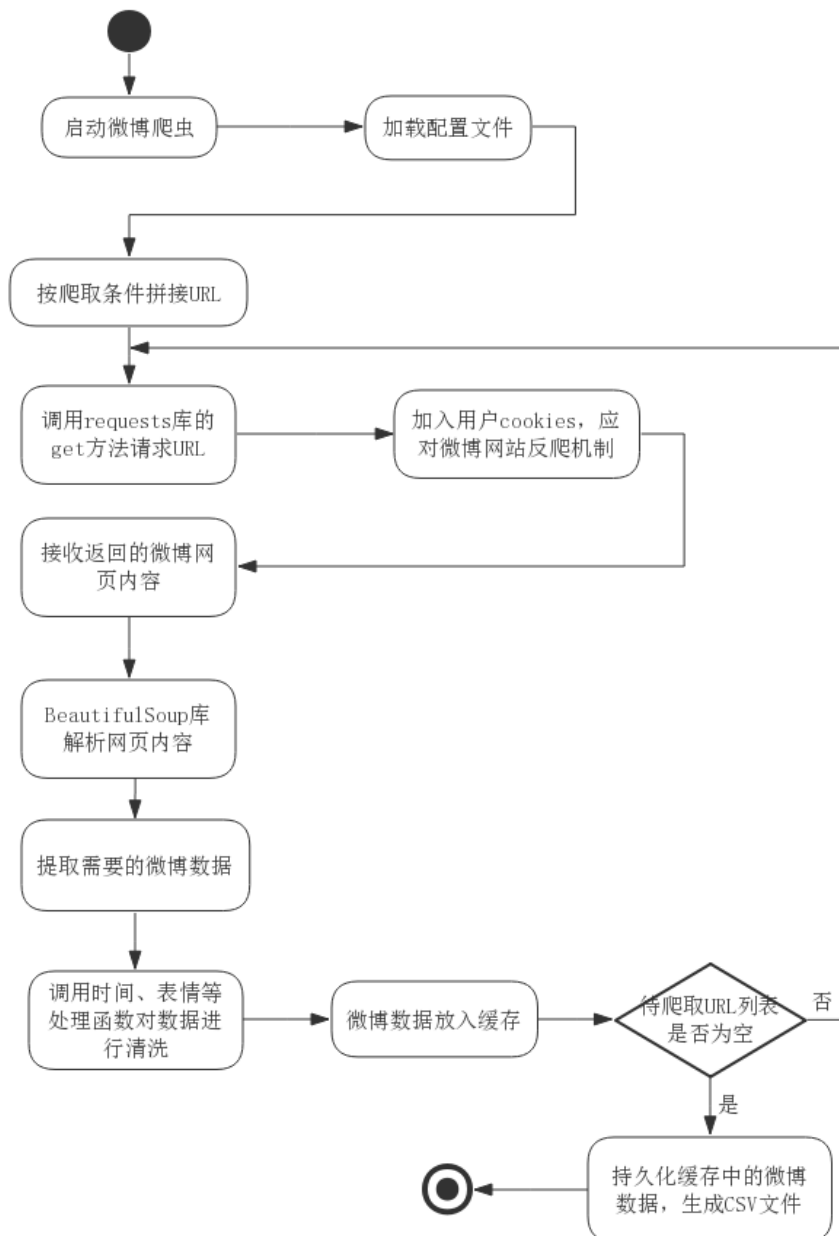 启动微博爬虫
加载配置文件
按爬取条件拼接URL
调用requests库的
get方法请求URL
加入用户cookies，应
对微博网站反爬机制
接收返回的微博网
页内容
BeautifulSoup库
解析网页内容
提取需要的微博数据
调用时间、表情等
处理函数对数据进
行清洗
微博数据放入缓存
待爬取URL列表
是否为空
否
是
持久化缓存中的微博
数据，生成CSV文件